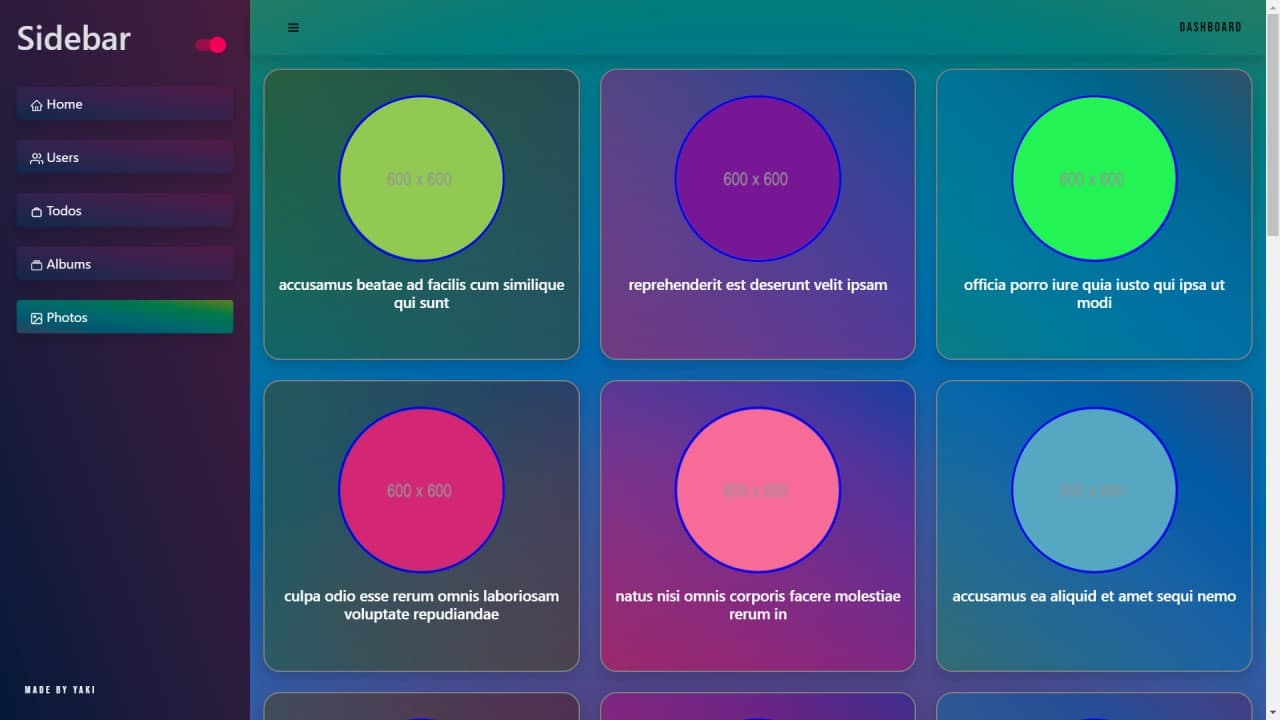 Sidebar
Home
Users
Todos
Albums
Photos
MADE BY YAKI
DASHBOARD
600 x 600
accusamus beatae ad facilis cum similique
qui sunt
600 x 600
reprehenderit est deserunt velit ipsam
600 x 600
officia porro iure quia iusto qui ipsa ut
modi
600 x 600
culpa odio esse rerum omnis laboriosam
voluptate repudiandae
600 x 600
natus nisi omnis corporis facere molestiae
rerum in
600 x 600
accusamus ea aliquid et amet sequi nemo